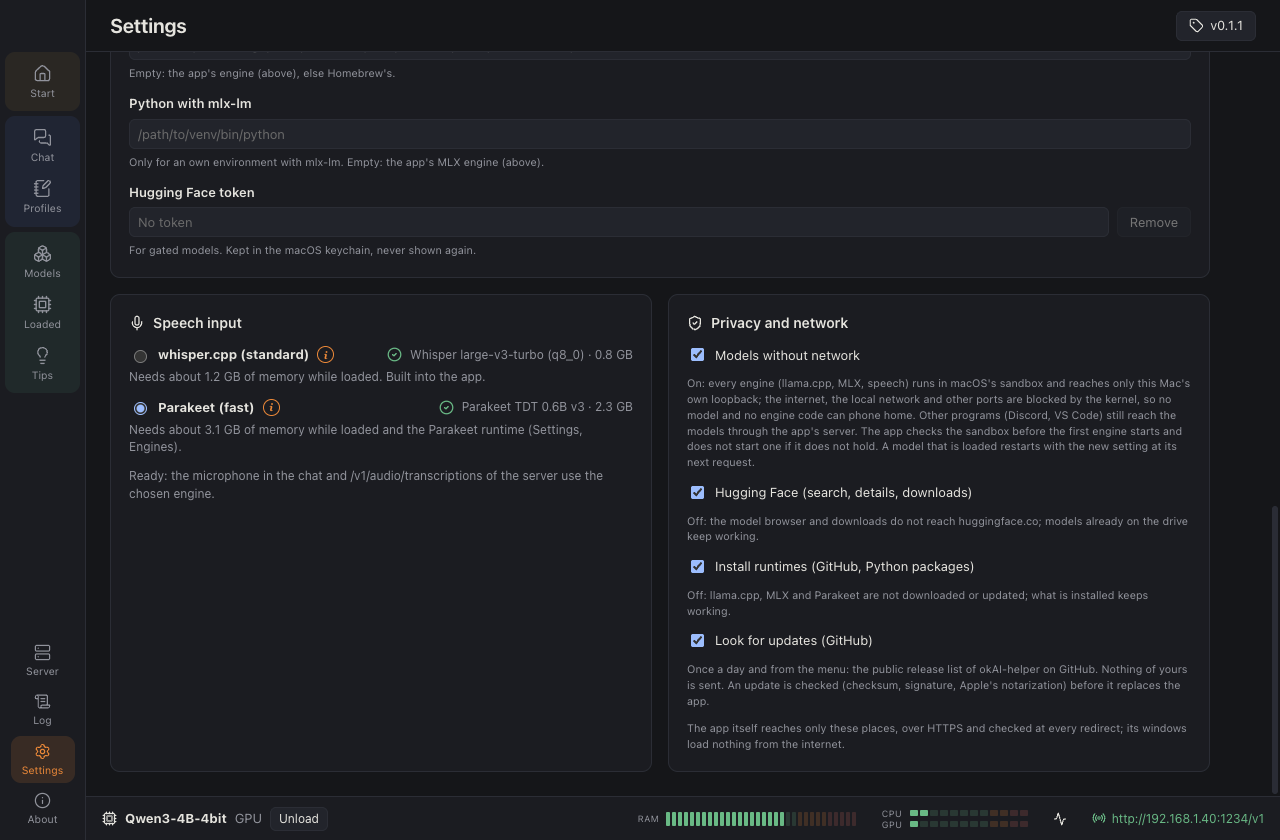 Settings
v0.1.1
Start
Chat
Profiles
Models
Loaded
Tips
Server
Log
Settings
About
Empty: the app's engine (above), else Homebrew's.
Python with mlx-lm
/path/to/venv/bin/python
Only for an own environment with mlx-lm. Empty: the app's MLX engine (above).
Hugging Face token
No token
Remove
For gated models. Kept in the macOS keychain, never shown again.
Speech input
whisper.cpp (standard)
Whisper large-v3-turbo (q8_0) · 0.8 GB
Needs about 1.2 GB of memory while loaded. Built into the app.
Parakeet (fast)
Parakeet TDT 0.6B v3 · 2.3 GB
Needs about 3.1 GB of memory while loaded and the Parakeet runtime (Settings,
Engines).
Ready: the microphone in the chat and /v1/audio/transcriptions of the server use the
chosen engine.
Privacy and network
Models without network
On: every engine (llama.cpp, MLX, speech) runs in macOS's sandbox and reaches only this Mac's
own loopback; the internet, the local network and other ports are blocked by the kernel, so no
model and no engine code can phone home. Other programs (Discord, VS Code) still reach the
models through the app's server. The app checks the sandbox before the first engine starts and
does not start one if it does not hold. A model that is loaded restarts with the new setting at its
next request.
Hugging Face (search, details, downloads)
Off: the model browser and downloads do not reach huggingface.co; models already on the drive
keep working.
Install runtimes (GitHub, Python packages)
Off: llama.cpp, MLX and Parakeet are not downloaded or updated; what is installed keeps
working.
Look for updates (GitHub)
Once a day and from the menu: the public release list of okAI-helper on GitHub. Nothing of yours
is sent. An update is checked (checksum, signature, Apple's notarization) before it replaces the
app.
The app itself reaches only these places, over HTTPS and checked at every redirect; its windows
load nothing from the internet.
Qwen3-4B-4bit GPU Unload
RAM
CPU
GPU
http://192.168.1.40:1234/v1